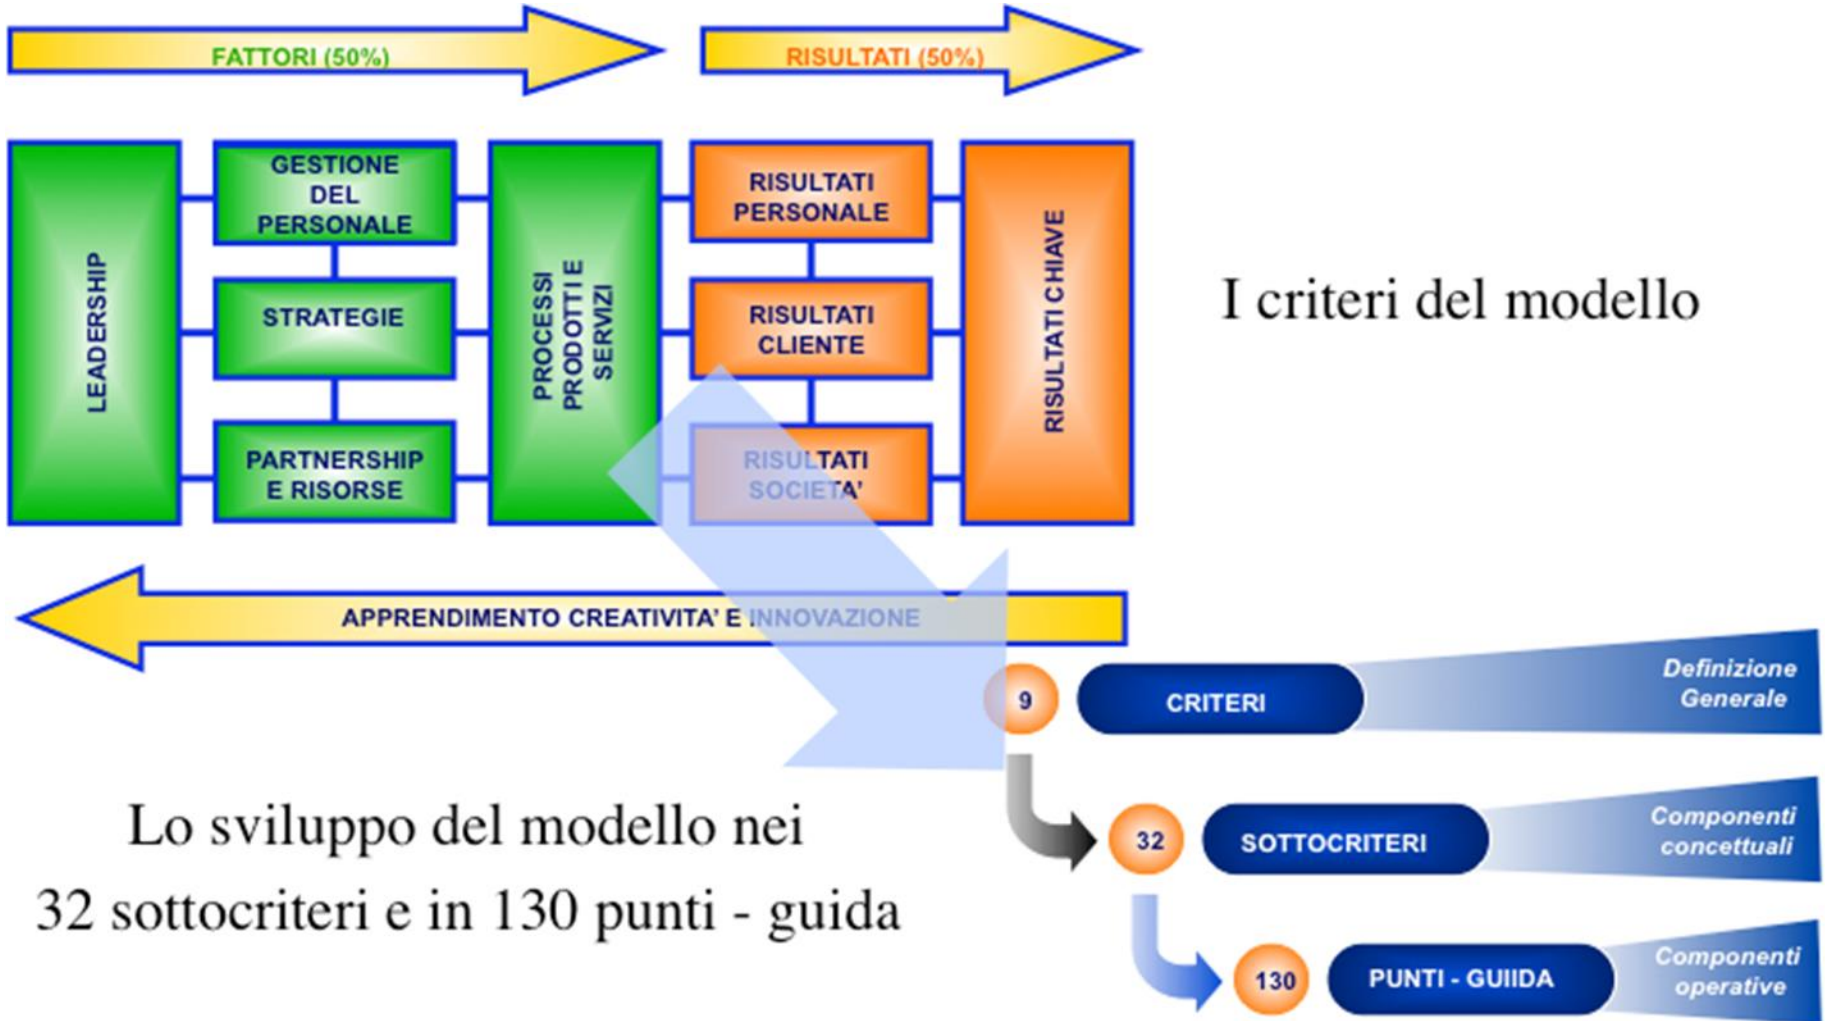 FATTORI (50%)
RISULTATI (50%)
LEADERSHIP
GESTIONE
DEL
PERSONALE
STRATEGIE
PARTNERSHIP
E RISORSE
PROCESSI
PRODOTTI E
SERVIZI
RISULTATI
PERSONALE
RISULTATI
CLIENTE
RISULTATI
SOCIETA'
RISULTATI CHIAVE
I criteri del modello
APPRENDIMENTO CREATIVITA' E INNOVAZIONE
9
CRITERI
Definizione
Generale
Lo sviluppo del modello nei
32 sottocriteri e in 130 punti - guida
32
SOTTOCRITERI
Componenti
concettuali
130
PUNTI - GUIIDA
Componenti
operative